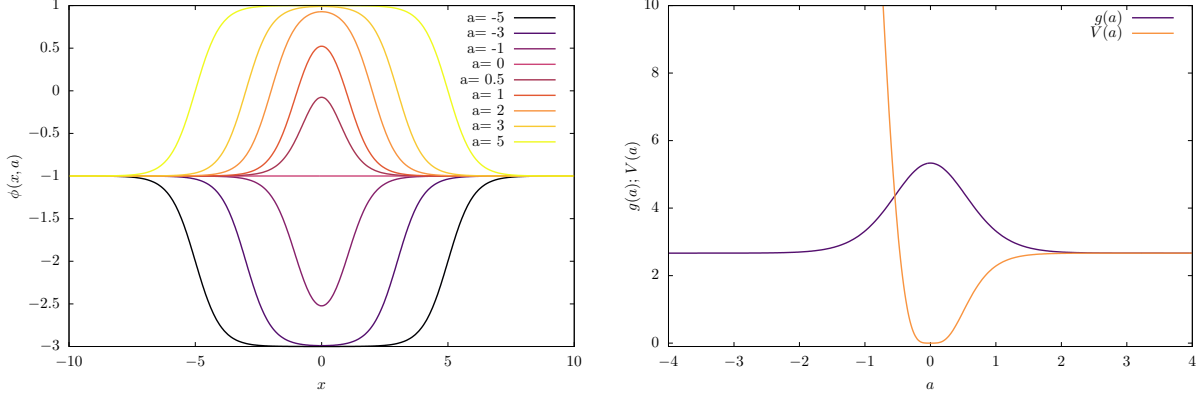 1
0.5
0
−0.5
−1
−1.5
−2
−2.5
−3
−10
−5
0
5
10
x
ϕ(x, a)
a= -5
a= -3
a= -1
a= 0
a= 0.5
a= 1
a= 2
a= 3
a= 5
10
8
6
4
2
0
−4
−3
−2
−1
0
1
2
3
4
a
g(a); V(a)
g(a)
V(a)